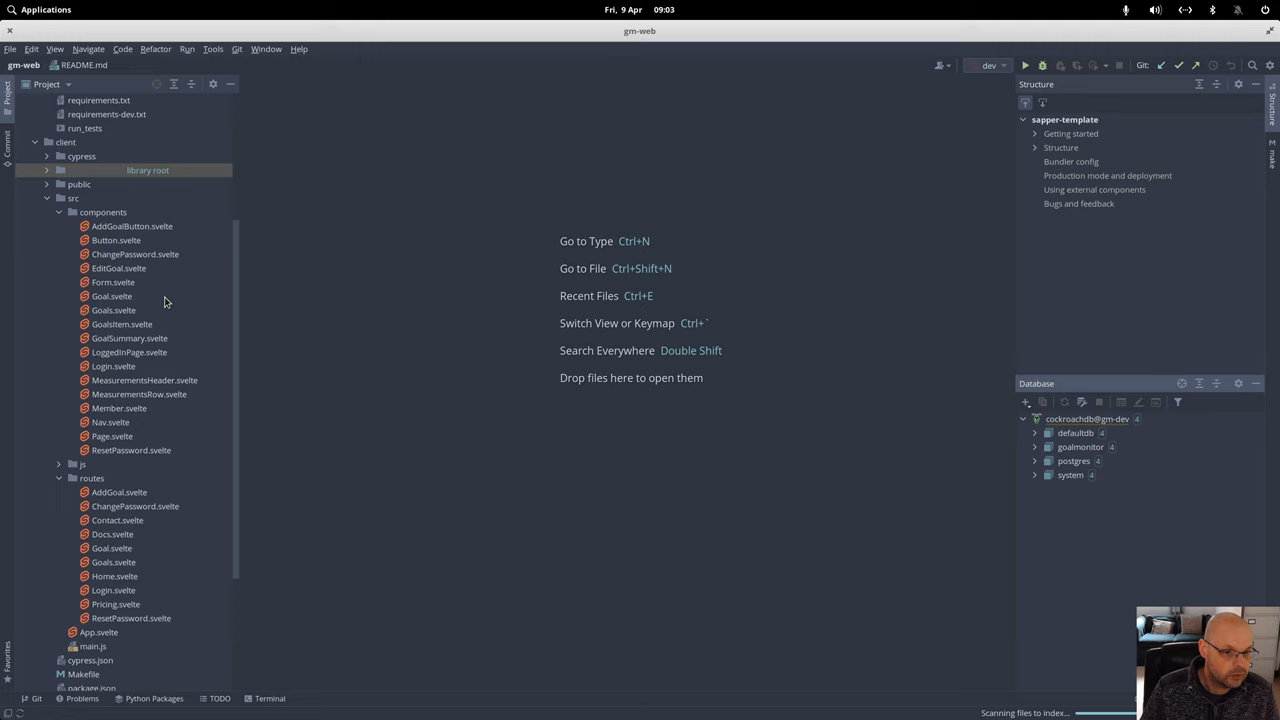 Applications
Fri, 9 Apr 09:03
gm-web
File Edit View Navigate Code Refactor Run Tools Git Window Help
gm-web README.md
dev
Git:
Project
requirements.txt
requirements-dev.txt
run_tests
client
cypress
library root
public
src
components
AddGoalButton.svelte
Button.svelte
ChangePassword.svelte
EditGoal.svelte
Form.svelte
Goal.svelte
Goals.svelte
GoalsItem.svelte
GoalSummary.svelte
LoggedInPage.svelte
Login.svelte
MeasurementsHeader.svelte
MeasurementsRow.svelte
Member.svelte
Nav.svelte
Page.svelte
ResetPassword.svelte
js
routes
AddGoal.svelte
ChangePassword.svelte
Contact.svelte
Docs.svelte
Goal.svelte
Goals.svelte
Home.svelte
Login.svelte
Pricing.svelte
ResetPassword.svelte
App.svelte
main.js
cypress.json
Makefile
package.json
Project
Commit
Favorites
Go to Type Ctrl+N
Go to File Ctrl+Shift+N
Recent Files Ctrl+E
Switch View or Keymap Ctrl+`
Search Everywhere Double Shift
Drop files here to open them
Structure
sapper-template
Getting started
Structure
Bundler config
Production mode and deployment
Using external components
Bugs and feedback
Database
cockroachdb@gm-dev 4
defaultdb 4
goalmonitor 4
postgres 4
system 4
Structure
make
Git Problems Python Packages TODO Terminal
Scanning files to index...